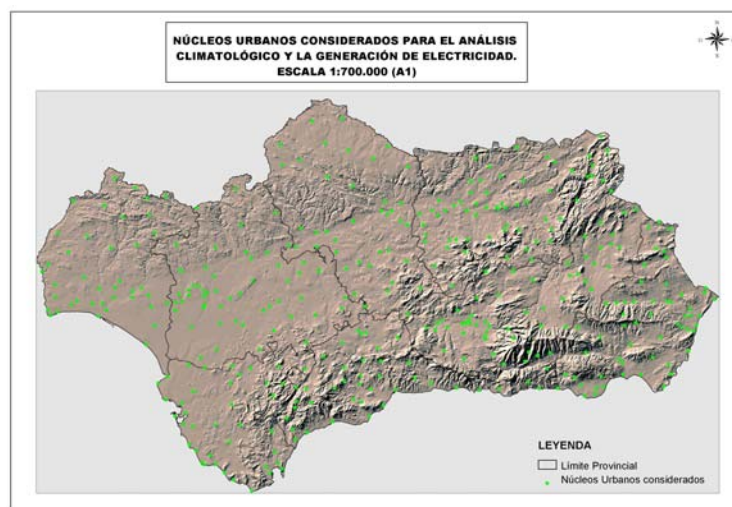 NÚCLEOS URBANOS CONSIDERADOS PARA EL ANÁLISIS
CLIMATOLÓGICO Y LA GENERACIÓN DE ELECTRICIDAD.
ESCALA 1:700.000 (A1)
LEYENDA
Límite Provincial
Núcleos Urbanos considerados